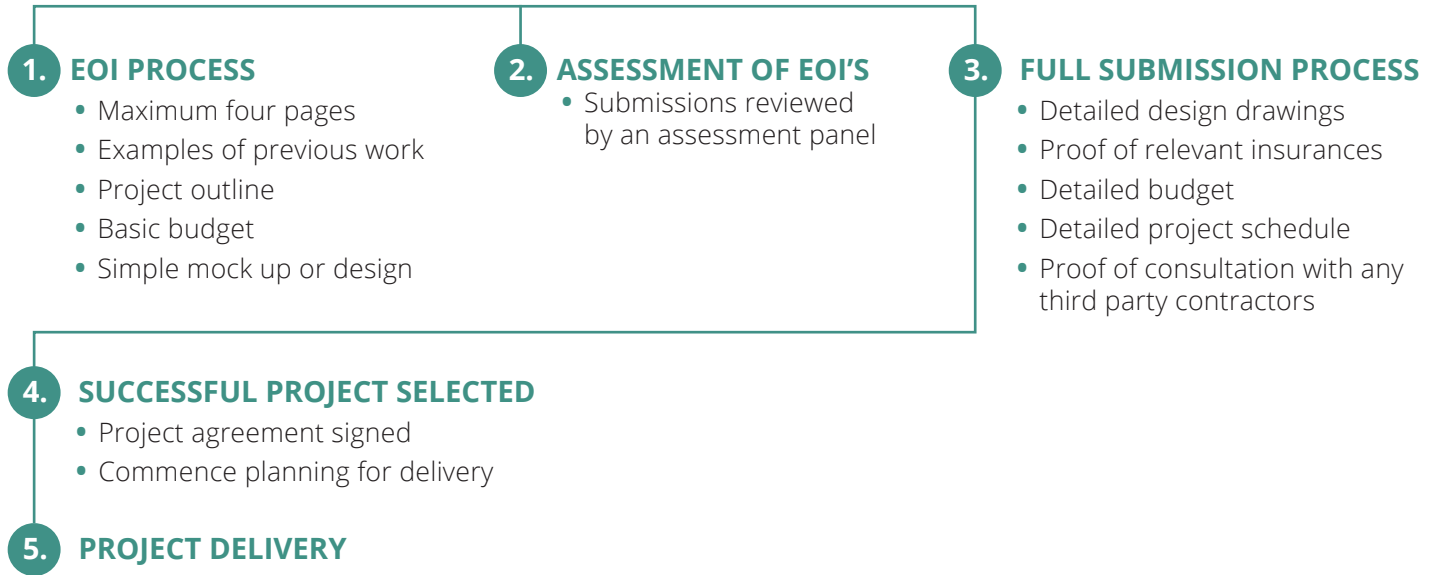 1. EOI PROCESS
• Maximum four pages
• Examples of previous work
• Project outline
• Basic budget
• Simple mock up or design
2. ASSESSMENT OF EOI’S
• Submissions reviewed
by an assessment panel
3. FULL SUBMISSION PROCESS
• Detailed design drawings
• Proof of relevant insurances
• Detailed budget
• Detailed project schedule
• Proof of consultation with any
third party contractors
4. SUCCESSFUL PROJECT SELECTED
• Project agreement signed
• Commence planning for delivery
5. PROJECT DELIVERY